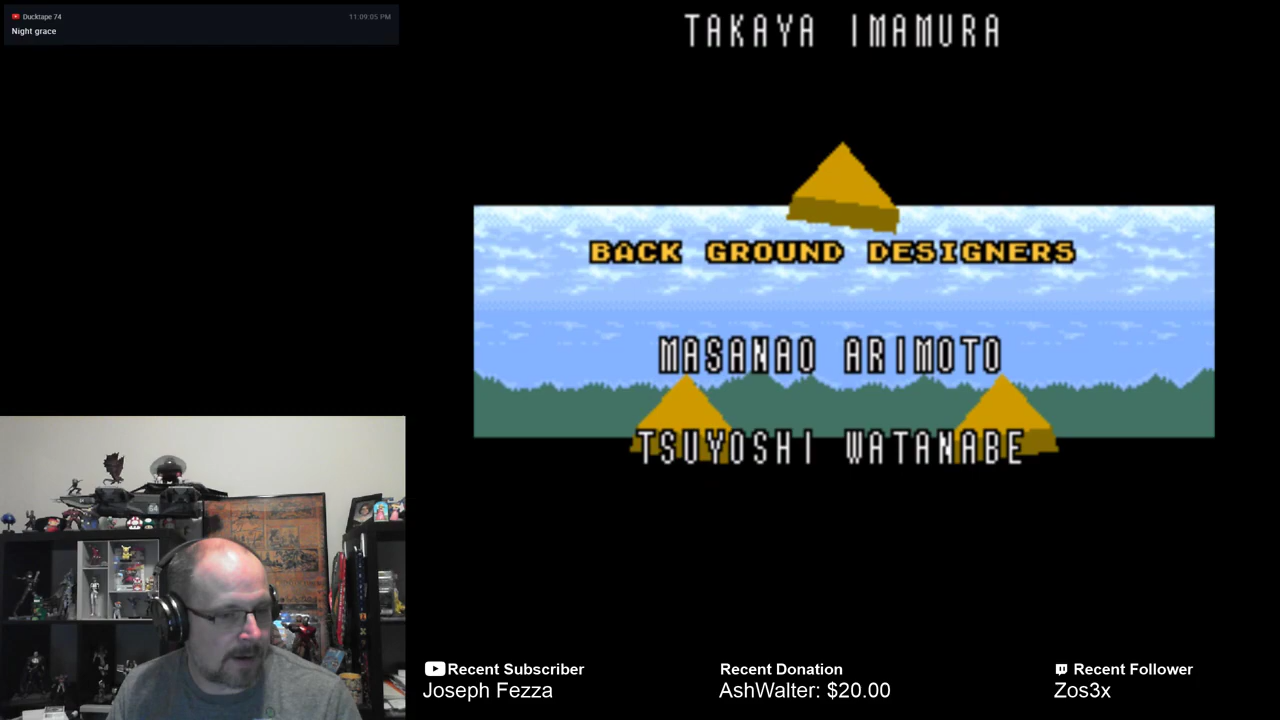 Ducktape 74
11:09:05 PM
Night grace
TAKAYA IMAMURA
BACK GROUND DESIGNERS
MASANAO ARIMOTO
TSUYOSHI WATANABE
Recent Subscriber
Joseph Fezza
Recent Donation
AshWalter: $20.00
Recent Follower
Zos3x